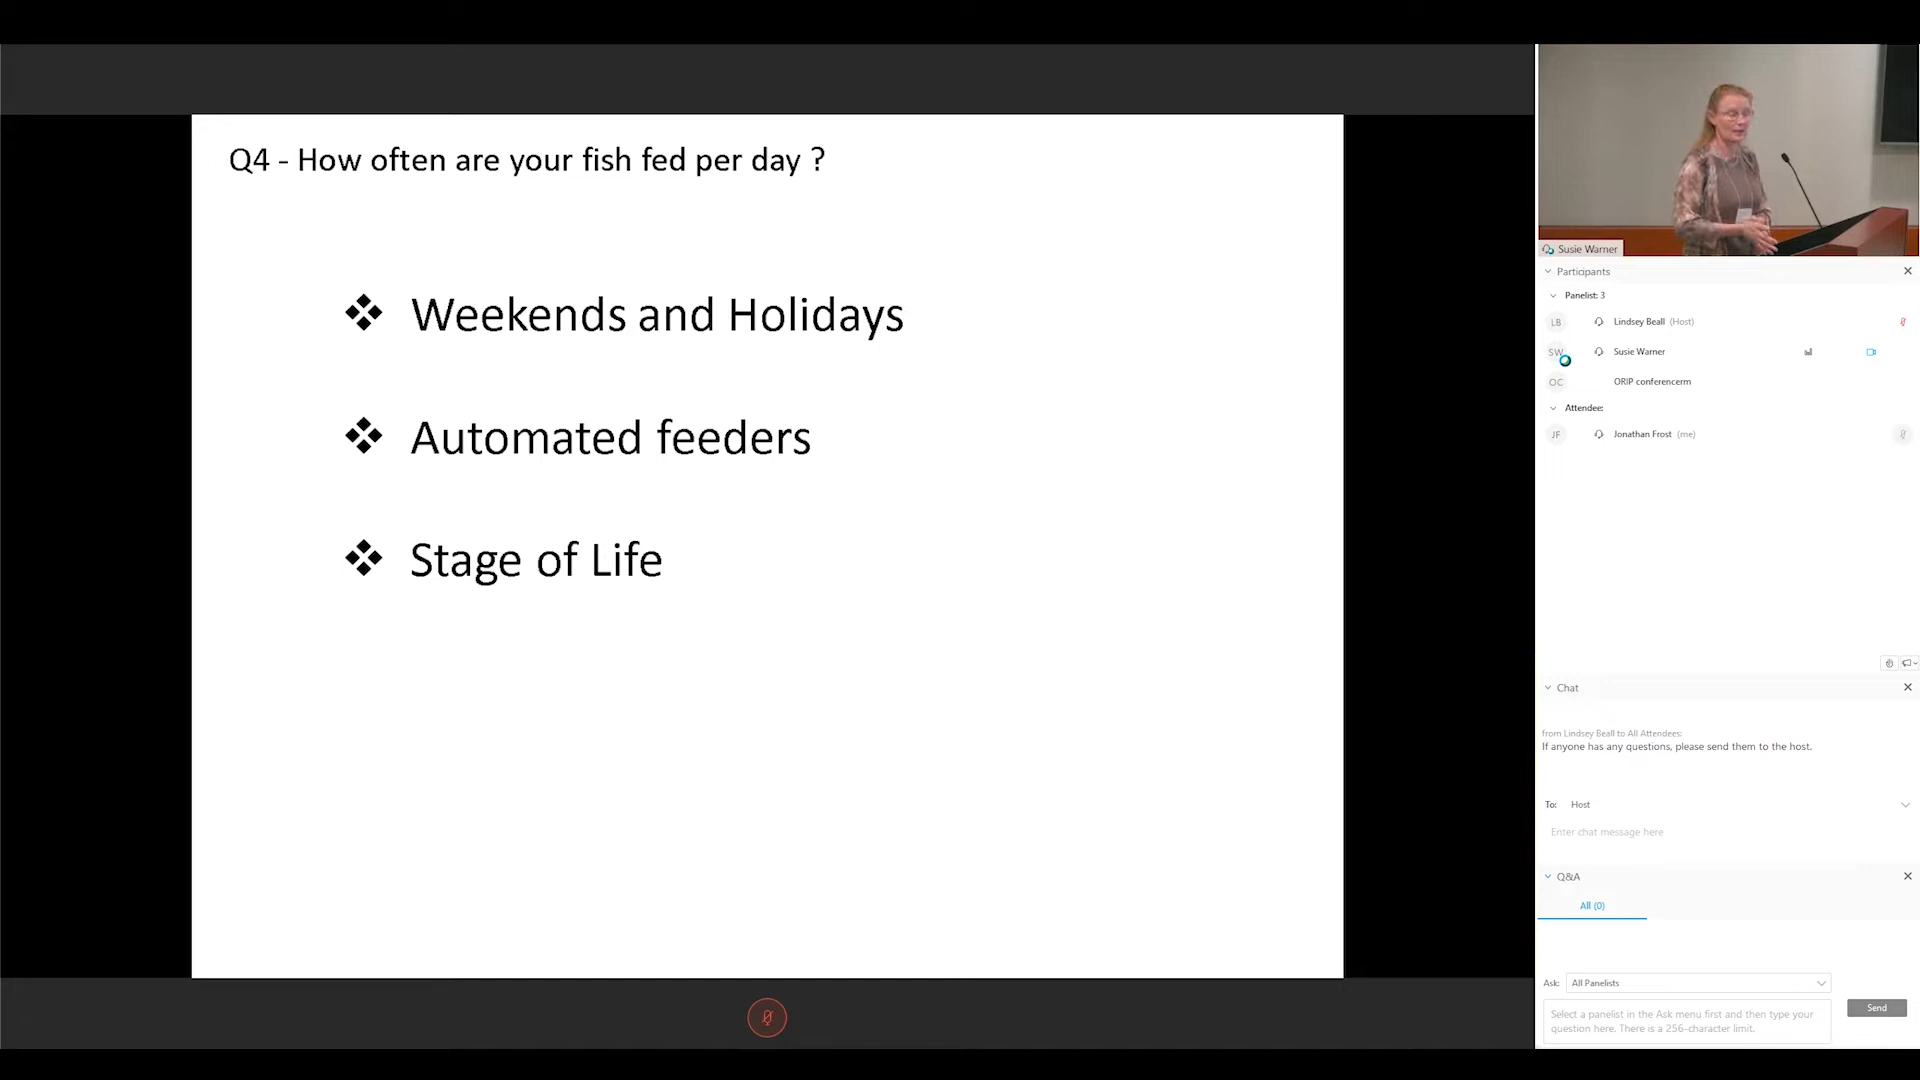 Q4 - How often are your fish fed per day ?
Weekends and Holidays
Automated feeders
Stage of Life
Susie Warner
Participants
Panelist: 3
LB Lindsey Beall (Host)
SW Susie Warner
OC ORIP conferencerm
Attendee:
JF Jonathan Frost (me)
Chat
from Lindsey Beall to All Attendees:
If anyone has any questions, please send them to the host.
To: Host
Enter chat message here
Q&A
All (0)
Ask: All Panelists
Select a panelist in the Ask menu first and then type your
question here. There is a 256-character limit.
Send